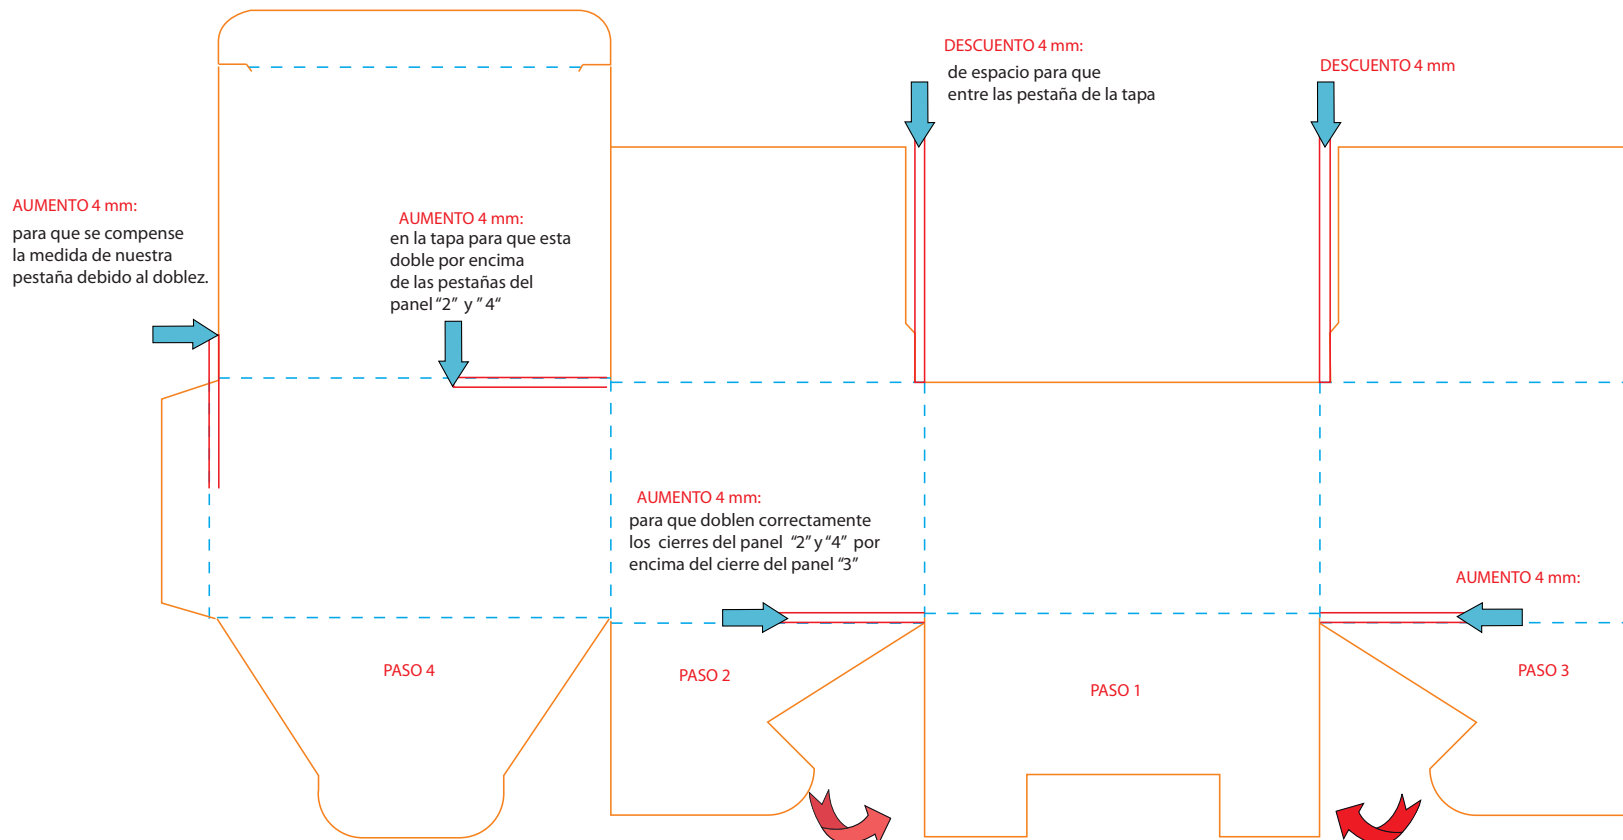 DESCUENTO 4 mm:
de espacio para que
entre las pestaña de la tapa
DESCUENTO 4 mm
AUMENTO 4 mm:
para que se compense
la medida de nuestra
pestaña debido al doblez.
AUMENTO 4 mm:
en la tapa para que esta
doble por encima
de las pestañas del
panel “2” y ” 4“
AUMENTO 4 mm:
para que doblen correctamente
los cierres del panel “2” y “4” por
encima del cierre del panel “3”
AUMENTO 4 mm:
PASO 4
PASO 2
PASO 1
PASO 3